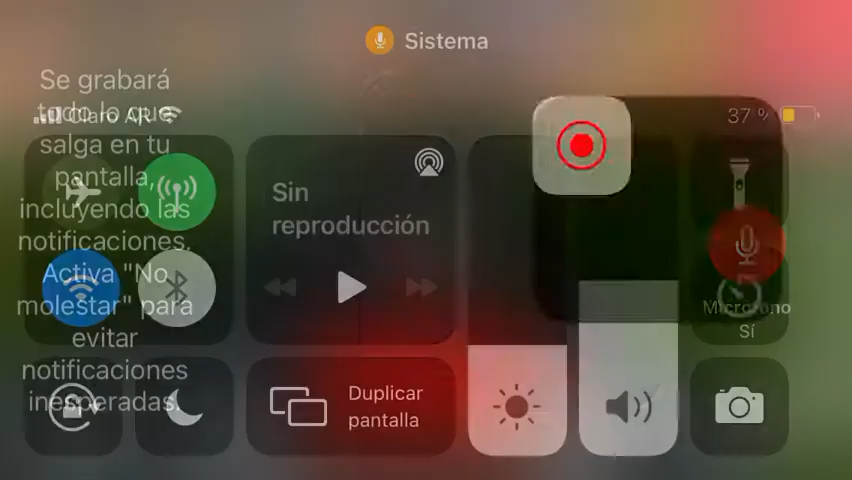 Sistema
Se grabará
todo lo que
salga en tu
pantalla,
incluyendo las
notificaciones.
Activa "No
molestar" para
evitar
notificaciones
inesperadas.
Claro AR
37 %
Sin
reproducción
Micrófono
Sí
Duplicar
pantalla